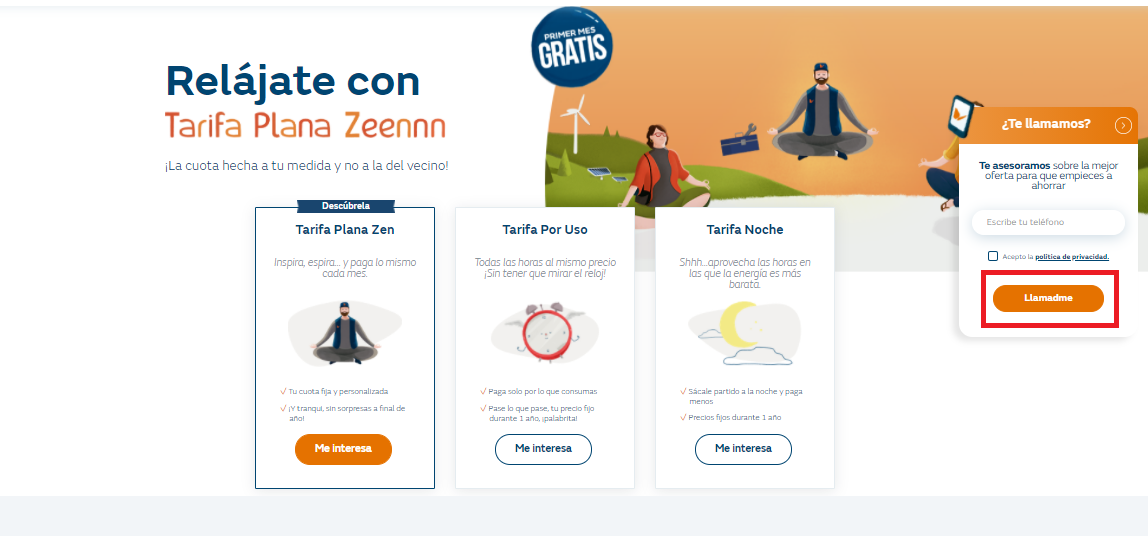 PRIMER MES
GRATIS
Relájate con
Tarifa Plana Zeennn
¡La cuota hecha a tu medida y no a la del vecino!
¿Te llamamos?
Te asesoramos sobre la mejor
oferta para que empieces a
ahorrar
Escribe tu teléfono
Acepto la política de privacidad.
Llamadme
Descúbrela
Tarifa Plana Zen
Inspira, espira... y paga lo mismo
cada mes.
Tu cuota fija y personalizada
¡Y tranqui, sin sorpresas a final de
año!
Me interesa
Tarifa Por Uso
Todas las horas al mismo precio
¡Sin tener que mirar el reloj!
Paga solo por lo que consumas
Pase lo que pase, tu precio fijo
durante 1 año, ¡palabrita!
Me interesa
Tarifa Noche
Shhh...aprovecha las horas en
las que la energía es más
barata.
Sácale partido a la noche y paga
menos
Precios fijos durante 1 año
Me interesa